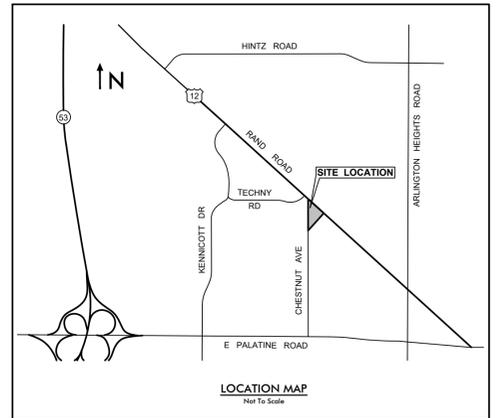 HINTZ ROAD
N
12
53
RAND ROAD
ARLINGTON HEIGHTS ROAD
SITE LOCATION
TECHNY
RD
KENNICOTT DR
CHESTNUT AVE
E PALATINE ROAD
LOCATION MAP
Not To Scale